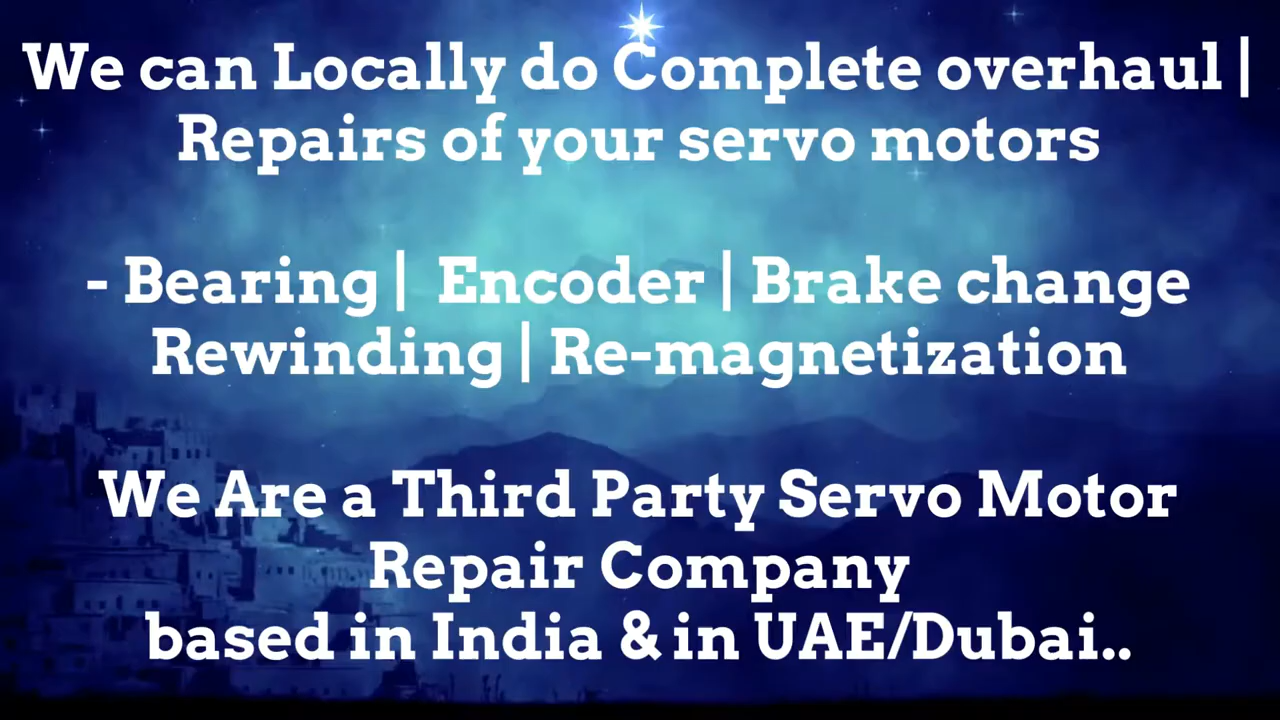 We can Locally do Complete overhaul |
Repairs of your servo motors
- Bearing | Encoder | Brake change
Rewinding | Re-magnetization
We Are a Third Party Servo Motor
Repair Company
based in India & in UAE/Dubai..